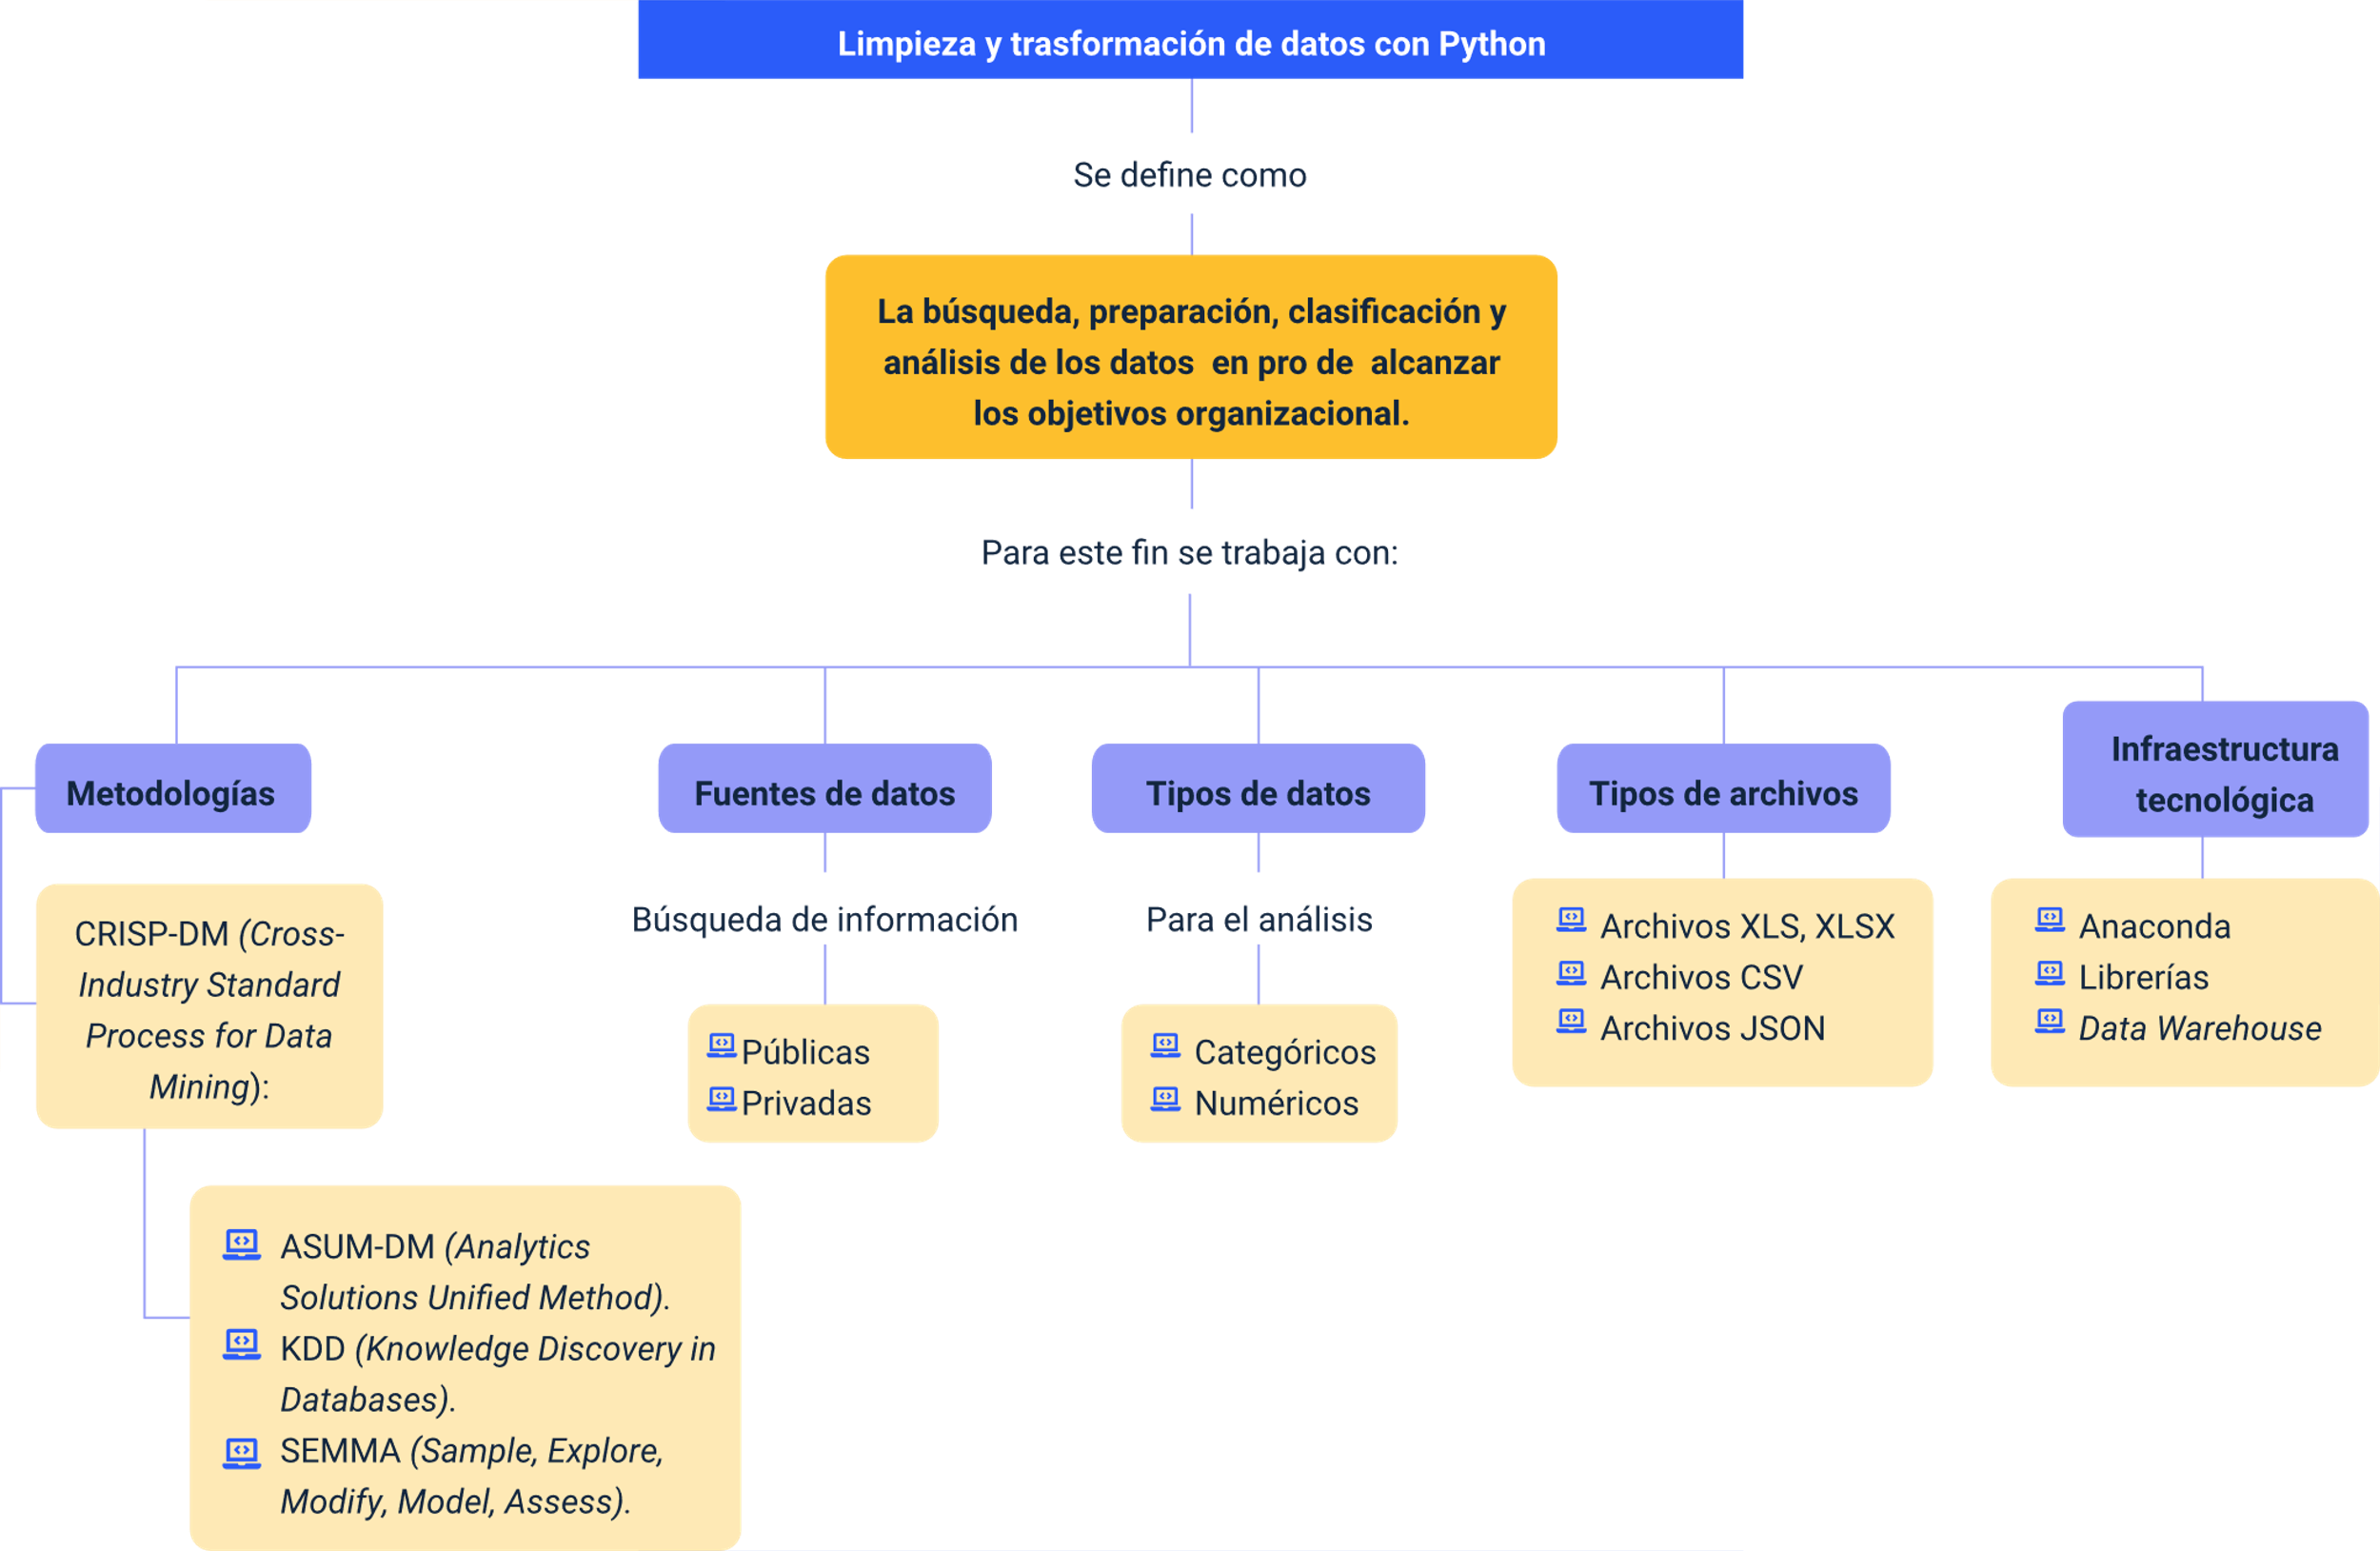 Limpieza y trasformación de datos con Python
Se define como
La búsqueda, preparación, clasificación y
análisis de los datos en pro de alcanzar
los objetivos organizacional.
Para este fin se trabaja con:
Metodologías
CRISP-DM (Cross-
Industry Standard
Process for Data
Mining):
ASUM-DM (Analytics
Solutions Unified Method).
KDD (Knowledge Discovery in
Databases).
SEMMA (Sample, Explore,
Modify, Model, Assess).
Fuentes de datos
Búsqueda de información
Públicas
Privadas
Tipos de datos
Para el análisis
Categóricos
Numéricos
Tipos de archivos
Archivos XLS, XLSX
Archivos CSV
Archivos JSON
Infraestructura
tecnológica
Anaconda
Librerías
Data Warehouse